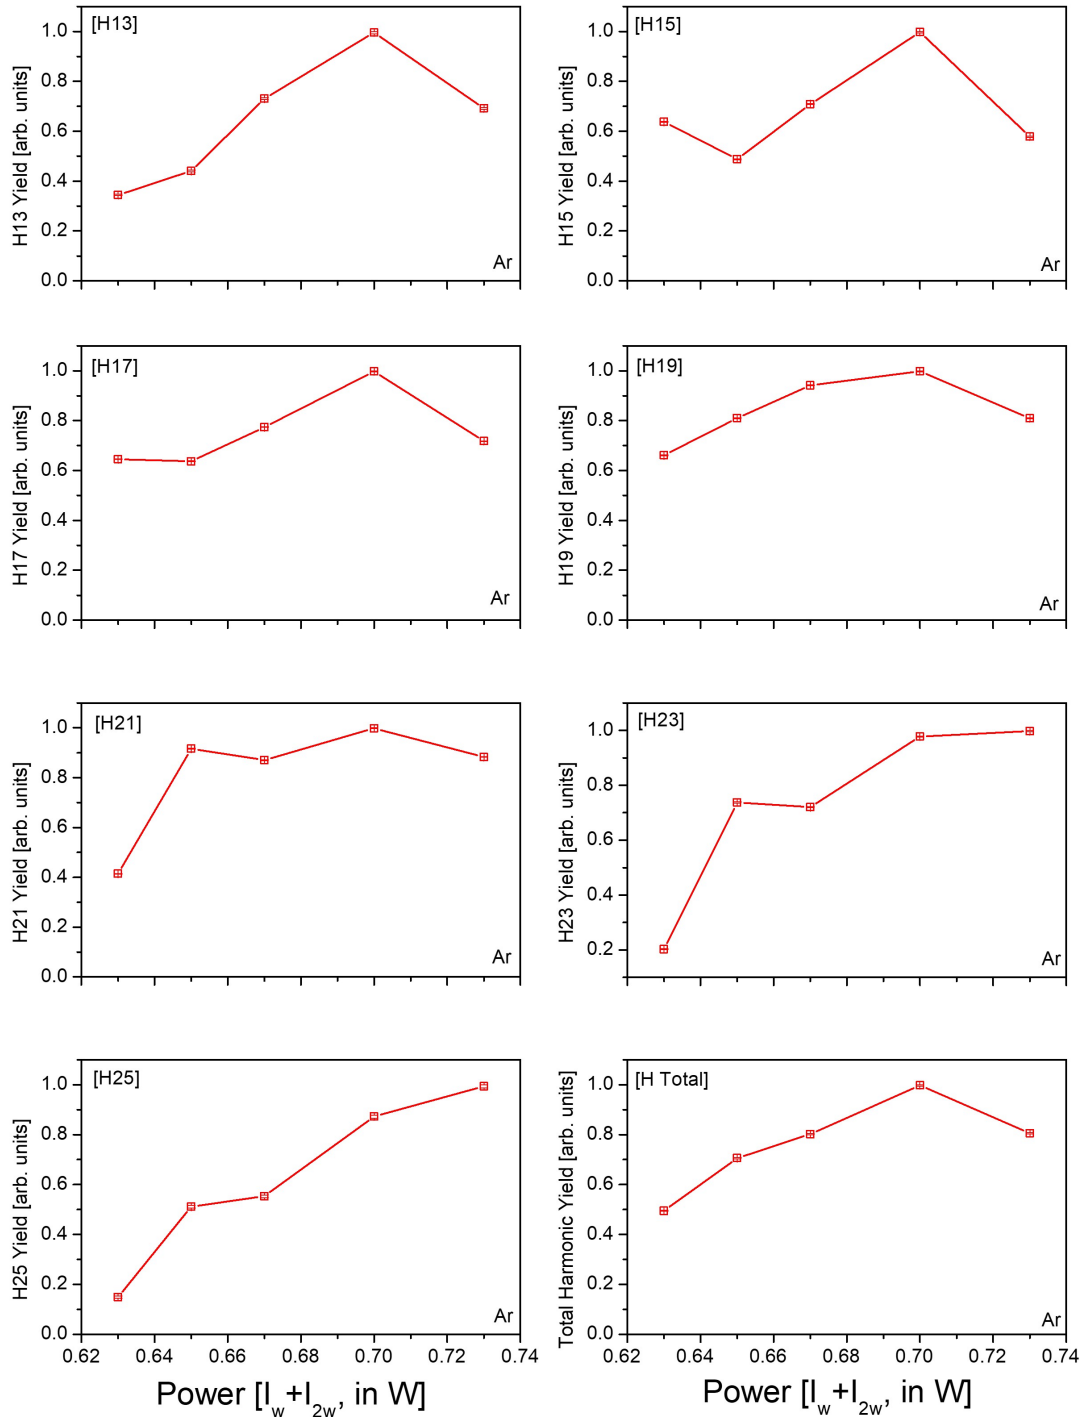 [H13]
H13 Yield [arb. units]
1.0
0.8
0.6
0.4
0.2
0.0
Ar
[H15]
H15 Yield [arb. units]
1.0
0.8
0.6
0.4
0.2
0.0
Ar
[H17]
H17 Yield [arb. units]
1.0
0.8
0.6
0.4
0.2
0.0
Ar
[H19]
H19 Yield [arb. units]
1.0
0.8
0.6
0.4
0.2
0.0
Ar
[H21]
H21 Yield [arb. units]
1.0
0.8
0.6
0.4
0.2
0.0
Ar
[H23]
H23 Yield [arb. units]
1.0
0.8
0.6
0.4
0.2
Ar
[H25]
H25 Yield [arb. units]
1.0
0.8
0.6
0.4
0.2
0.0
Ar
0.62 0.64 0.66 0.68 0.70 0.72 0.74
Power [I_w+I_2w, in W]
[H Total]
Total Harmonic Yield [arb. units]
1.0
0.8
0.6
0.4
0.2
0.0
Ar
0.62 0.64 0.66 0.68 0.70 0.72 0.74
Power [I_w+I_2w, in W]